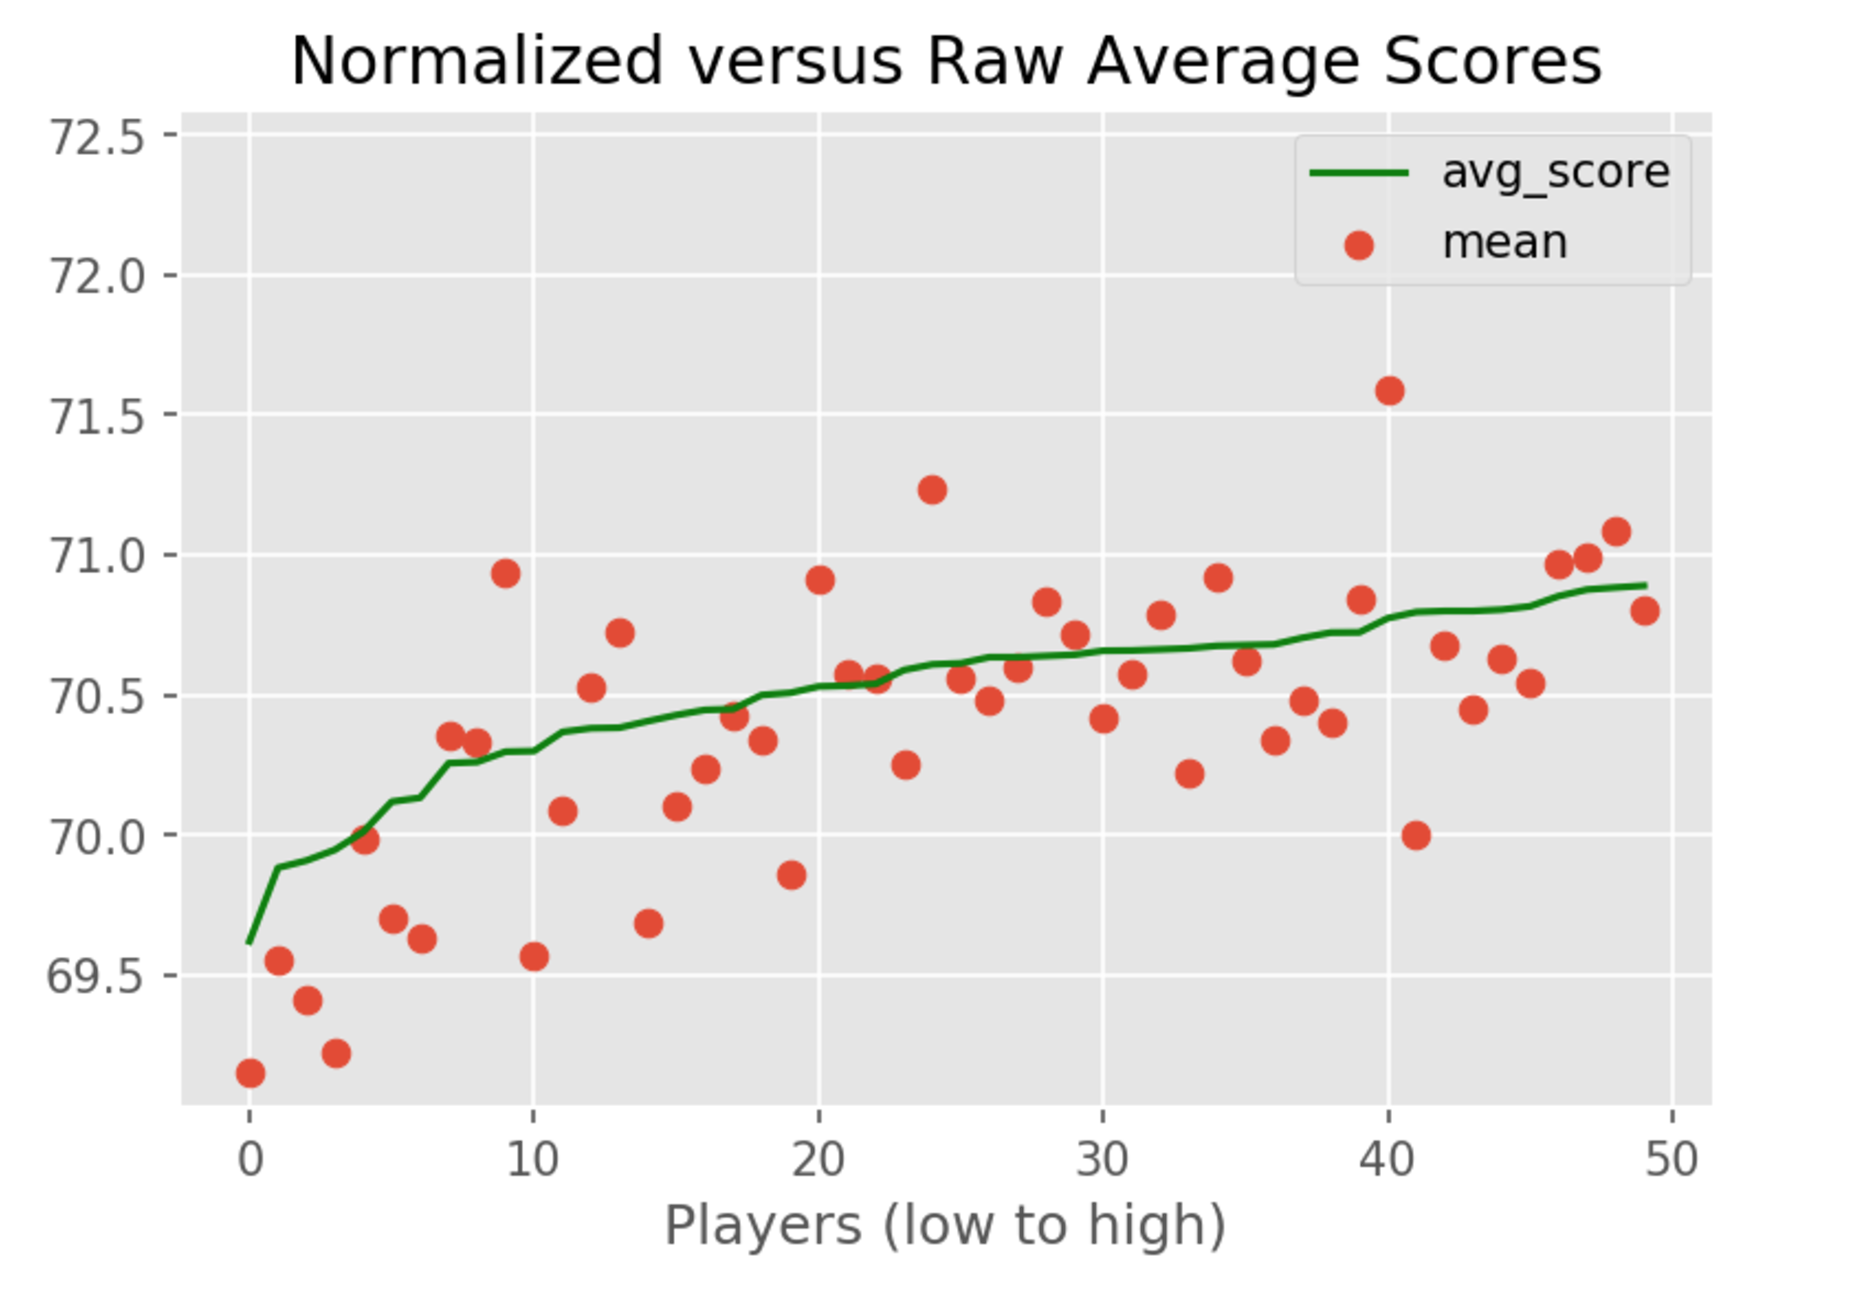 Normalized versus Raw Average Scores
72.5
72.0
71.5
71.0
70.5
70.0
69.5
avg_score
mean
0 10 20 30 40 50
Players (low to high)